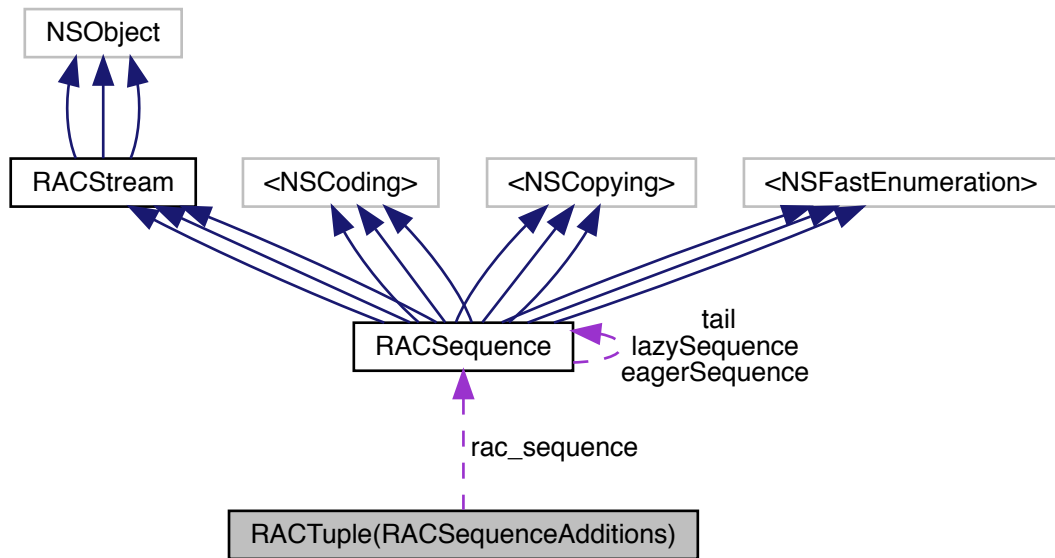 NSObject
RACStream
<NSCoding>
<NSCopying>
<NSFastEnumeration>
RACSequence
tail
lazySequence
eagerSequence
rac_sequence
RACTuple(RACSequenceAdditions)